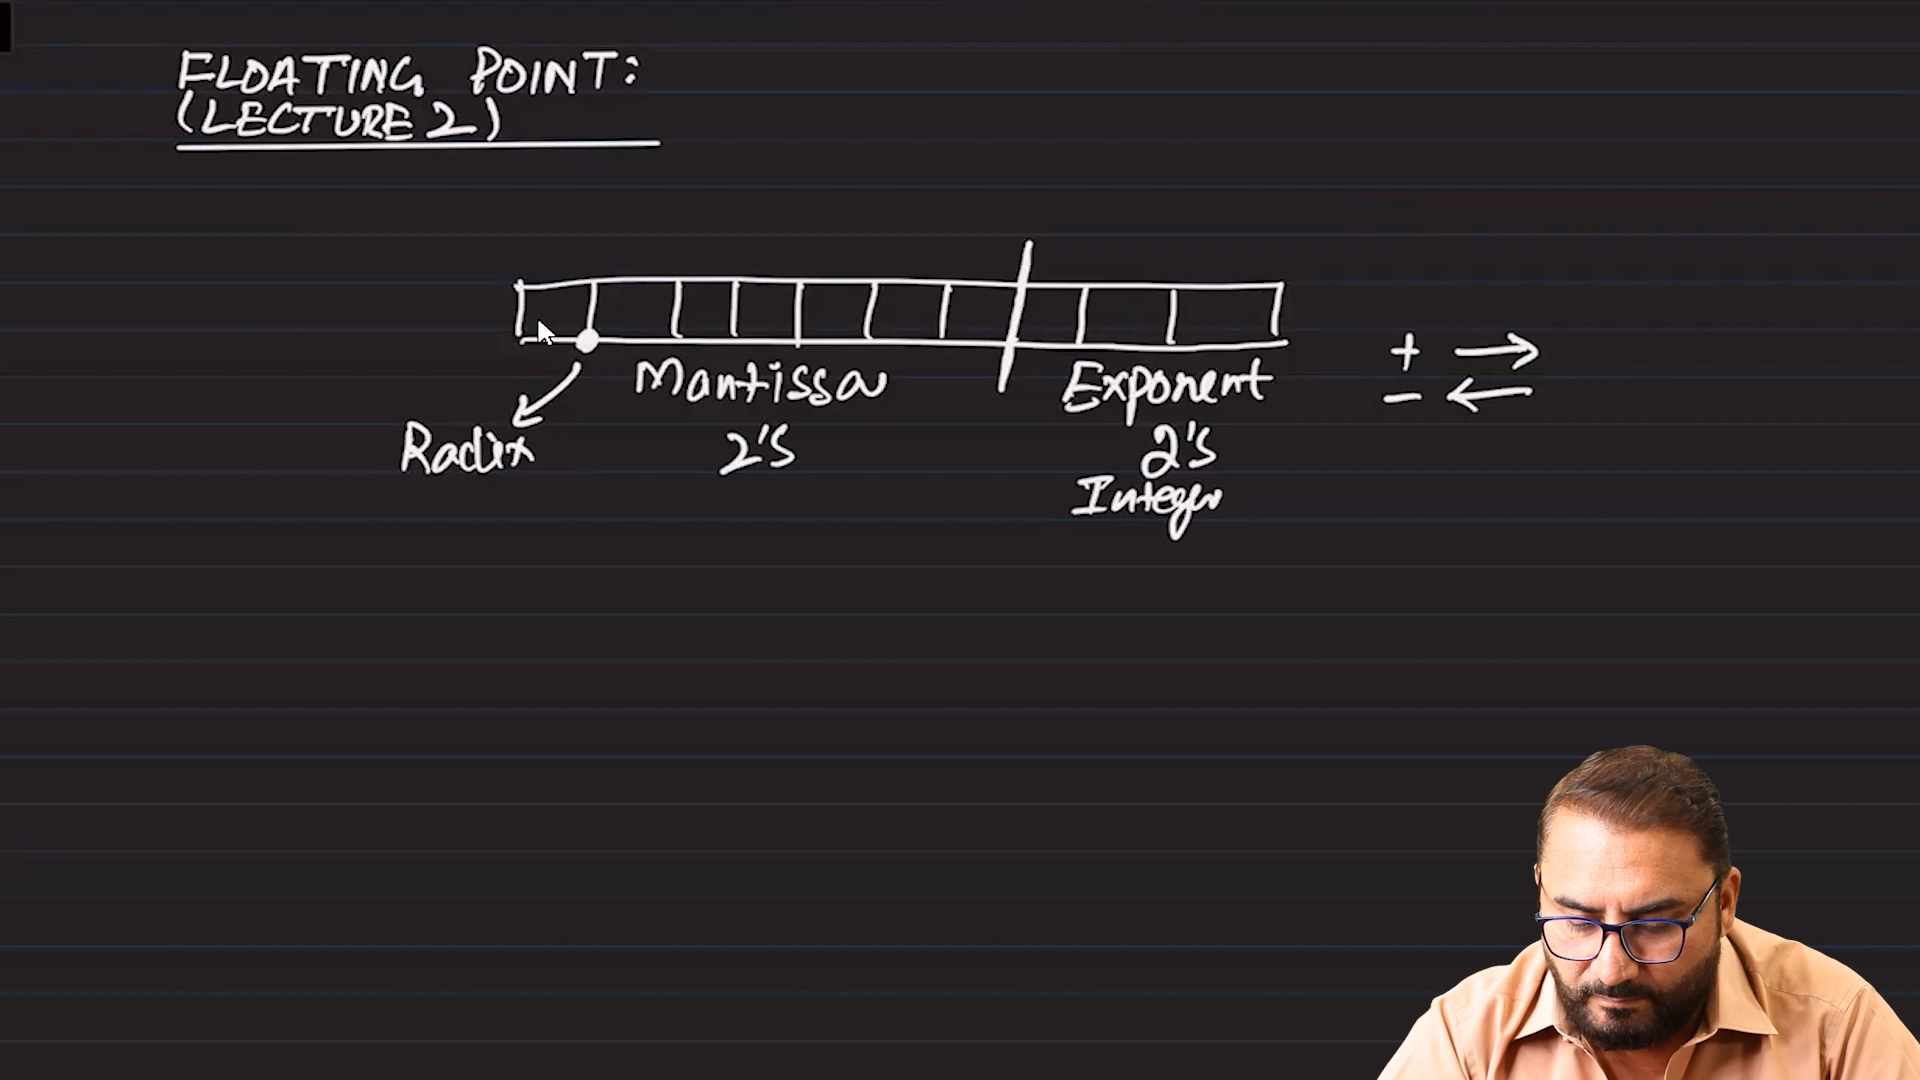 FLOATING POINT:
(LECTURE 2)
+ →
Mantissa
Exponent
- ←
Radix
2's
2's
Integer